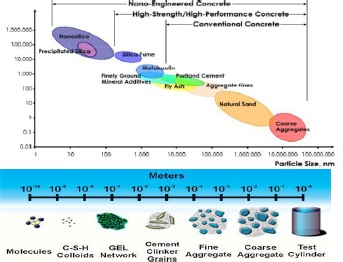 Nano-Engineered Concrete
High-Strength/High-Performance Concrete
Conventional Concrete
1.000.000
100.000
10.000
1.000
100
10
1
0.1
0.01
Nanosilica
Precipitated Silica
Silica Fume
Metakaolin
Finely Ground
Mineral Additives
Portland Cement
Fly Ash
Aggregate Fines
Natural Sand
Coarse
Aggregates
1 10 100 1.000 10.000 100.000 1.000.000 10.000.000 100.000.000
Particle Size, nm
Meters
Molecules
C-S-H
Colloids
GEL
Network
Cement
Clinker
Grains
Fine
Aggregate
Coarse
Aggregate
Test
Cylinder